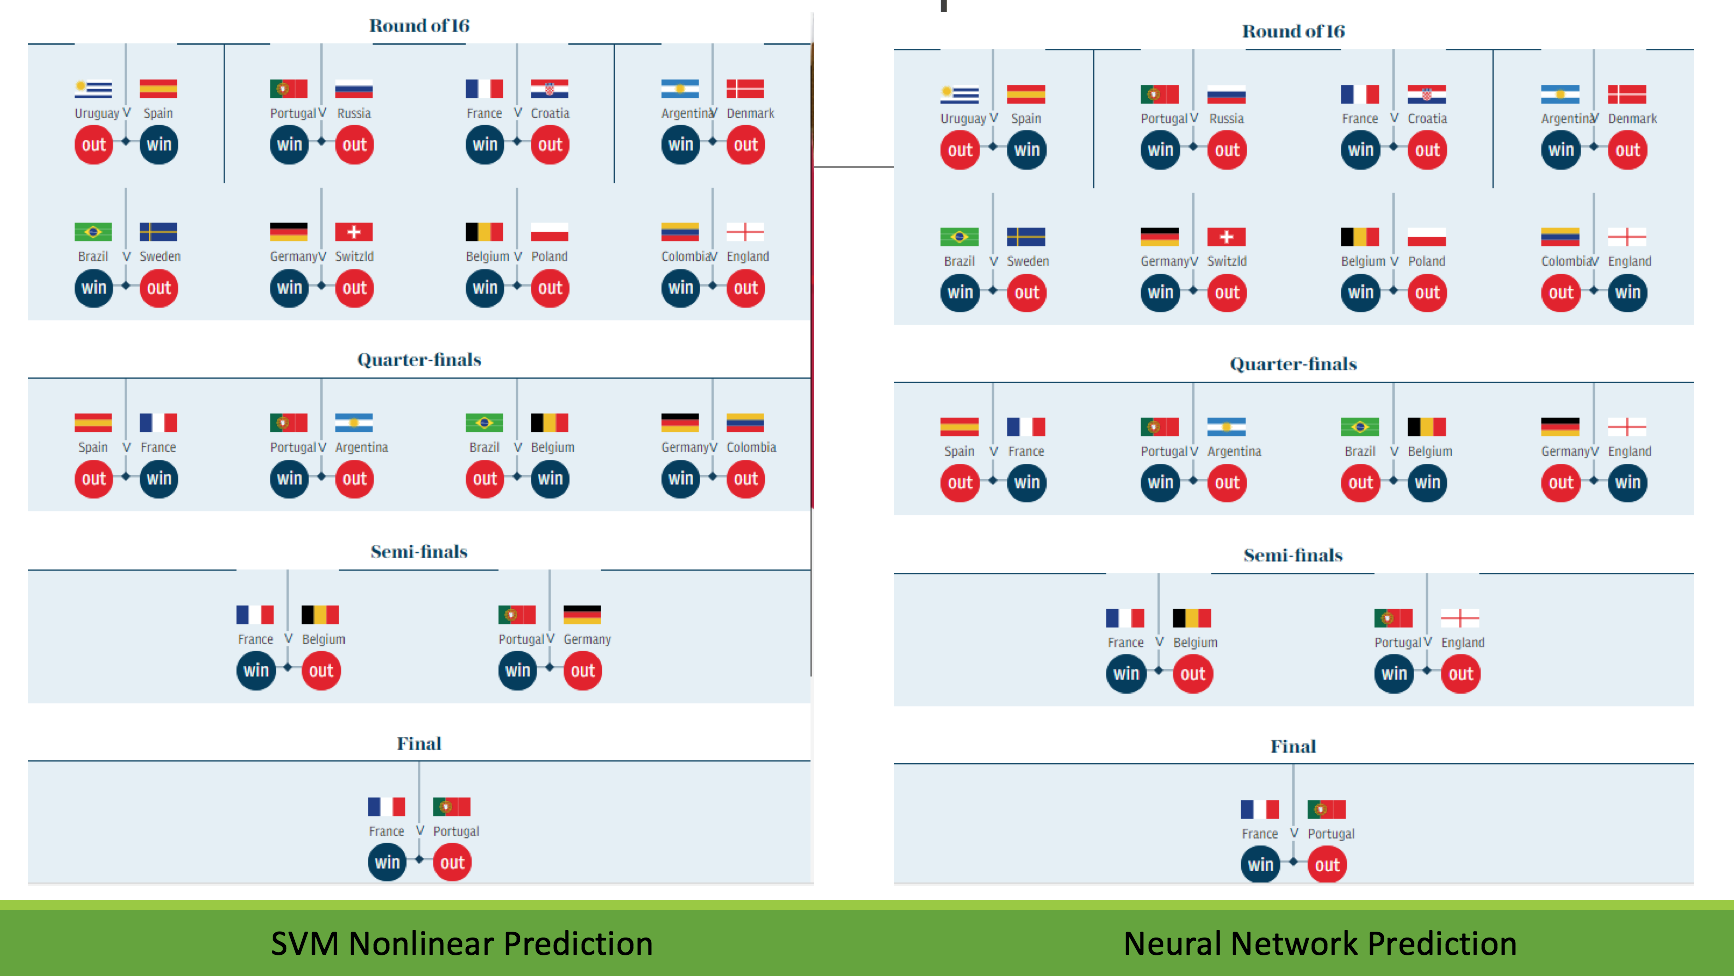 Round of 16
Uruguay V Spain
Portugal V Russia
France V Croatia
Argentina V Denmark
out win
win out
win out
win out
Brazil V Sweden
Germany V Switzld
Belgium V Poland
Colombia V England
win out
win out
win out
win out
Quarter-finals
Spain V France
Portugal V Argentina
Brazil V Belgium
Germany V Colombia
out win
win out
out win
win out
Semi-finals
France V Belgium
Portugal V Germany
win out
win out
Final
France V Portugal
win out
SVM Nonlinear Prediction
Round of 16
Uruguay V Spain
Portugal V Russia
France V Croatia
Argentina V Denmark
out win
win out
win out
win out
Brazil V Sweden
Germany V Switzld
Belgium V Poland
Colombia V England
win out
win out
win out
out win
Quarter-finals
Spain V France
Portugal V Argentina
Brazil V Belgium
Germany V England
out win
win out
out win
out win
Semi-finals
France V Belgium
Portugal V England
win out
win out
Final
France V Portugal
win out
Neural Network Prediction